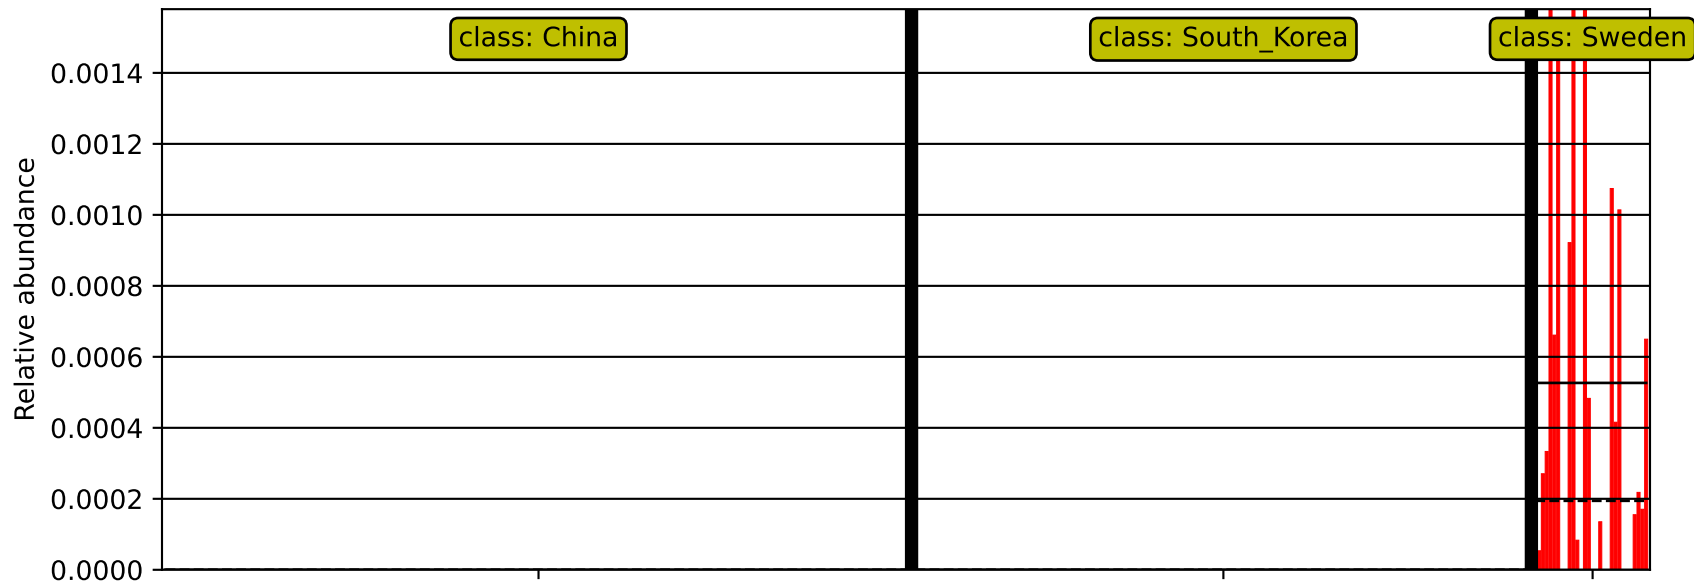 class: China
class: South_Korea
class: Sweden
0.0014
0.0012
0.0010
0.0008
0.0006
0.0004
0.0002
0.0000
Relative abundance